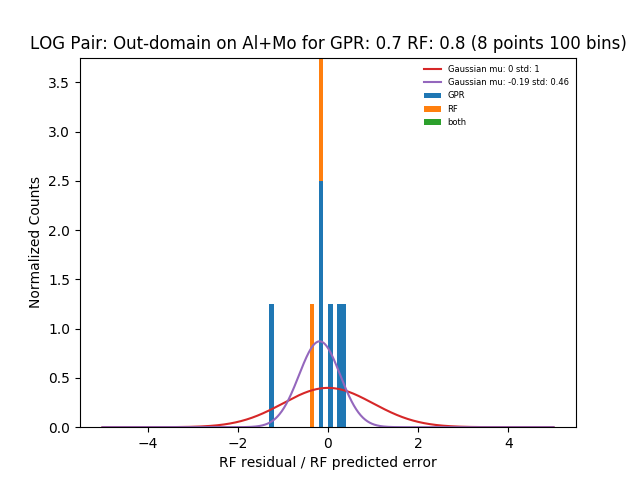 LOG Pair: Out-domain on Al+Mo for GPR: 0.7 RF: 0.8 (8 points 100 bins)
Gaussian mu: 0 std: 1
Gaussian mu: -0.19 std: 0.46
GPR
RF
both
Normalized Counts
3.5
3.0
2.5
2.0
1.5
1.0
0.5
0.0
−4
−2
0
2
4
RF residual / RF predicted error